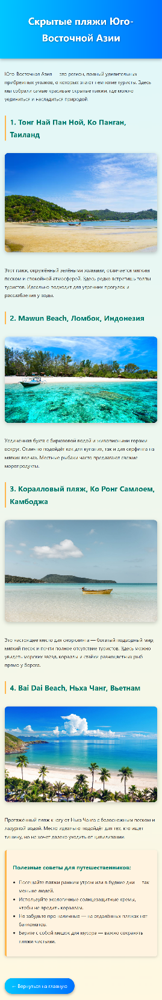 Скрытые пляжи Юго-
Восточной Азии
Юго-Восточная Азия — это регион, полный удивительных
прибрежных уголков, о которых знают немногие туристы. Здесь
мы собрали самые красивые скрытые пляжи, где можно
уединиться и насладиться природой.
1. Тонг Най Пан Ной, Ко Панган,
Таиланд
Этот пляж, окружённый зелёными холмами, отличается мягким
песком и спокойной атмосферой. Здесь редко встретишь толпы
туристов. Идеально подходит для утренних прогулок и
расслабления у воды.
2. Mawun Beach, Ломбок, Индонезия
Уединённая бухта с бирюзовой водой и живописными горами
вокруг. Отлично подойдёт как для купания, так и для серфинга на
мягких волнах. Местные рыбаки часто предлагают свежие
морепродукты.
3. Коралловый пляж, Ко Ронг Самлоем,
Камбоджа
Это настоящее место для снорклинга — богатый подводный мир,
мягкий песок и почти полное отсутствие туристов. Здесь можно
увидеть морских звёзд, кораллы и стайки разноцветных рыб
прямо у берега.
4. Bai Dai Beach, Ньха Чанг, Вьетнам
Протяжённый пляж к югу от Ньха Чанга с белоснежным песком и
лазурной водой. Место идеально подойдёт для тех, кто ищет
тишину, но не хочет далеко уходить от цивилизации.
Полезные советы для путешественников:
• Посещайте пляжи ранним утром или в будние дни — так
меньше людей.
• Используйте экологичные солнцезащитные кремы,
чтобы не вредить кораллам.
• Не забудьте про наличные — на отдалённых пляжах нет
банкоматов.
• Берите с собой мешок для мусора — важно сохранять
пляжи чистыми.
← Вернуться на главную